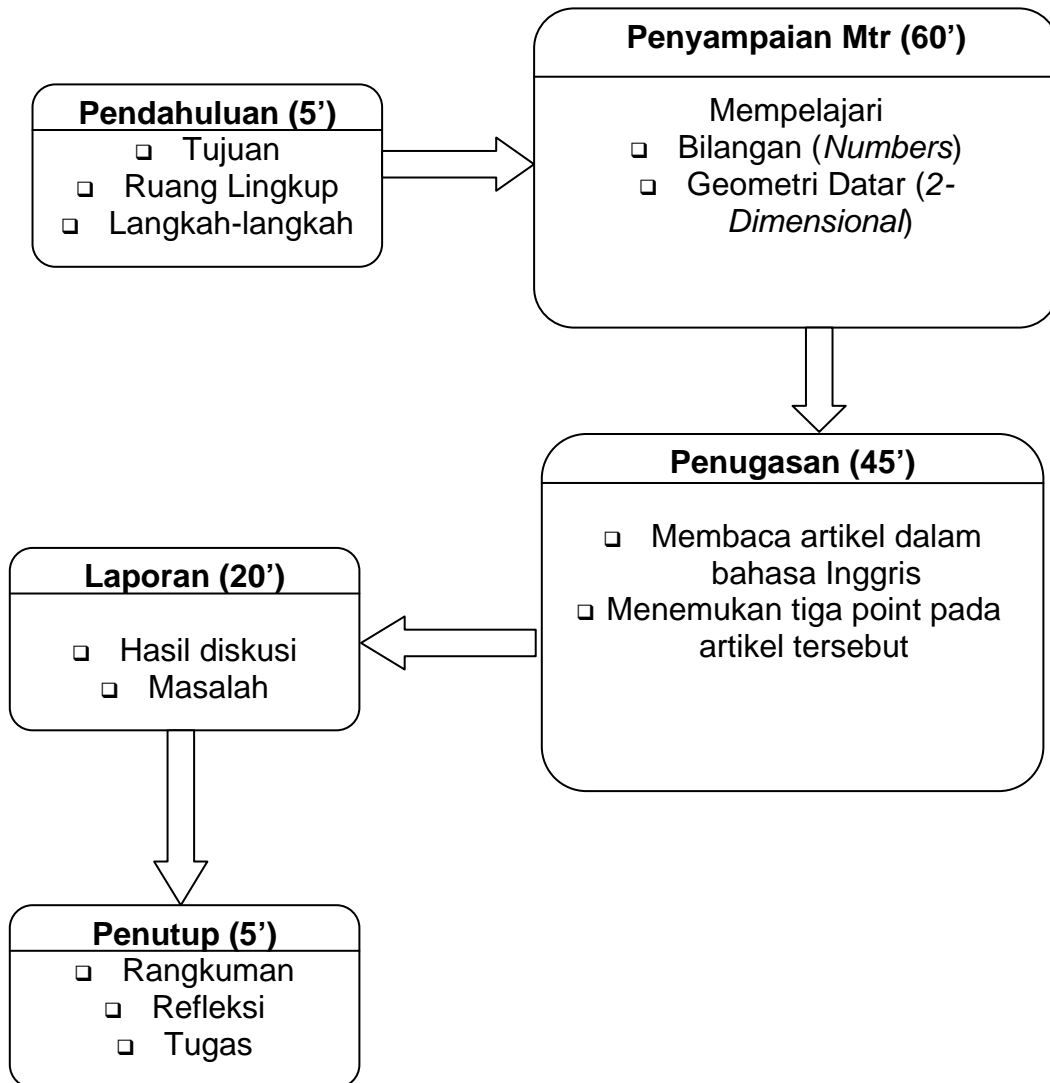 Pendahuluan (5’)
❑ Tujuan
❑ Ruang Lingkup
❑ Langkah-langkah
Penyampaian Mtr (60’)
Mempelajari
❑ Bilangan (Numbers)
❑ Geometri Datar (2-
Dimensional)
Penugasan (45’)
❑ Membaca artikel dalam
bahasa Inggris
❑ Menemukan tiga point pada
artikel tersebut
Laporan (20’)
❑ Hasil diskusi
❑ Masalah
Penutup (5’)
❑ Rangkuman
❑ Refleksi
❑ Tugas